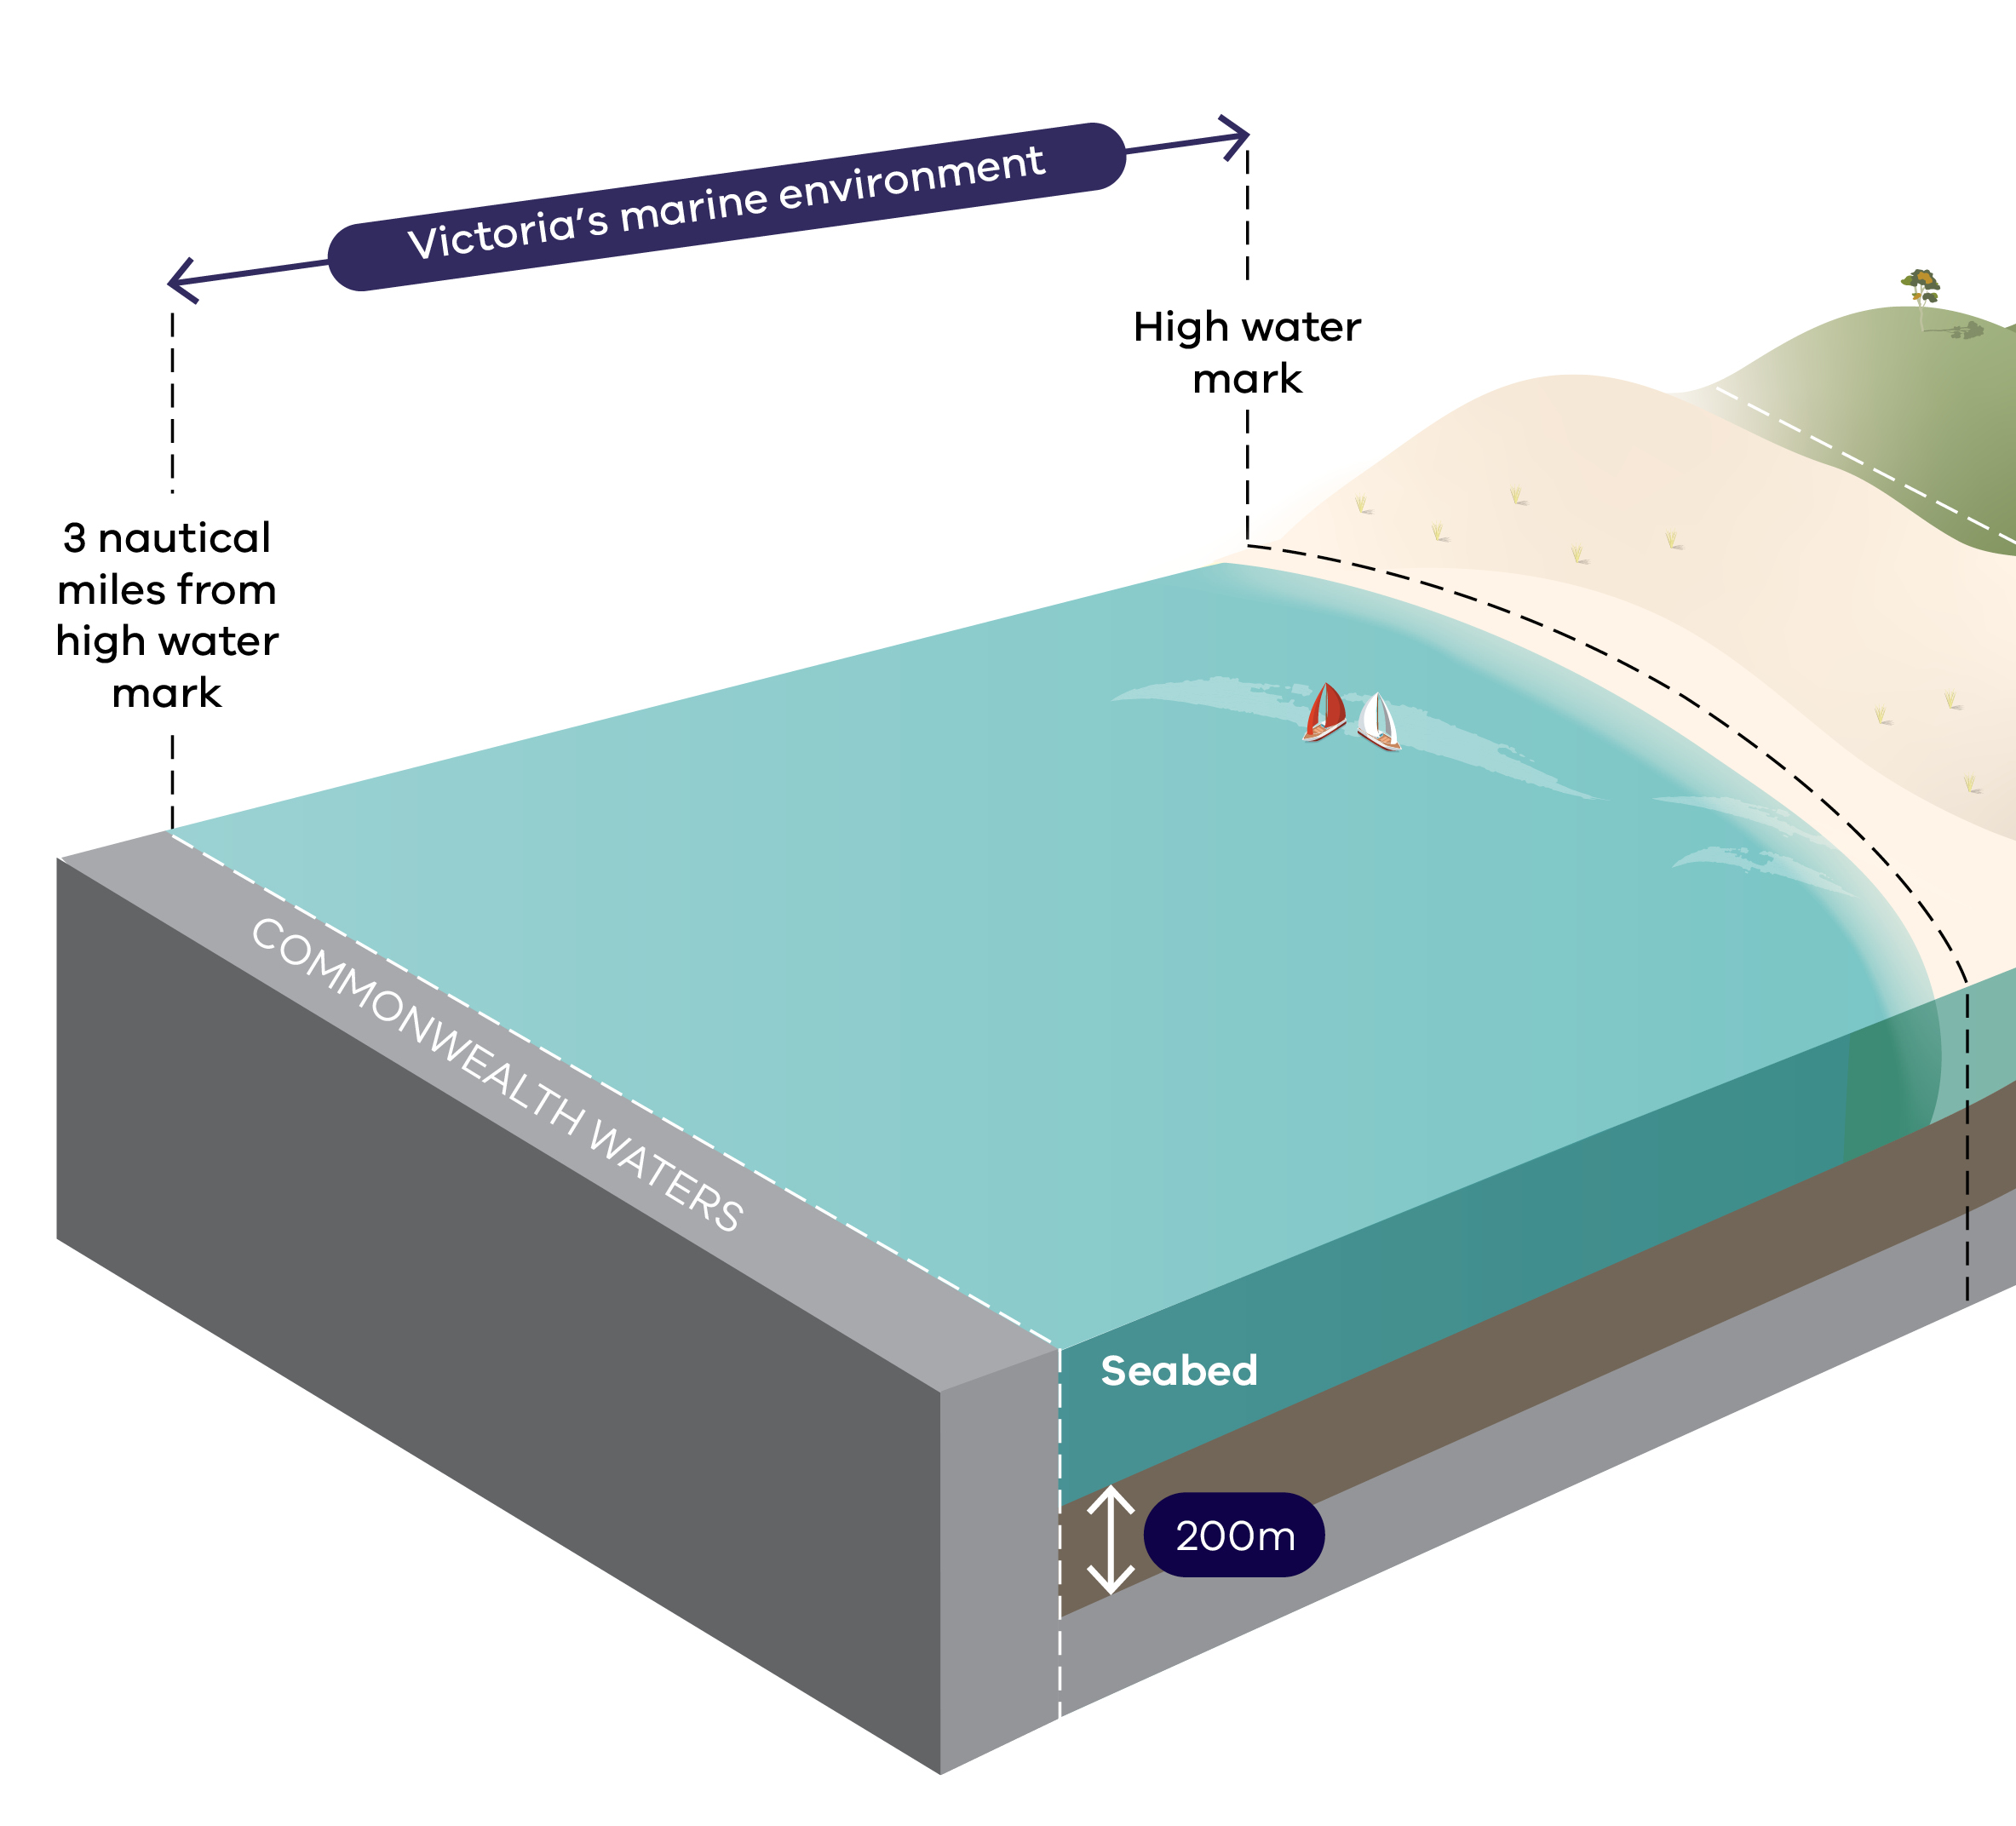 Victoria’s marine environment
High water
mark
3 nautical
miles from
high water
mark
COMMONWEALTH WATERS
Seabed
200m